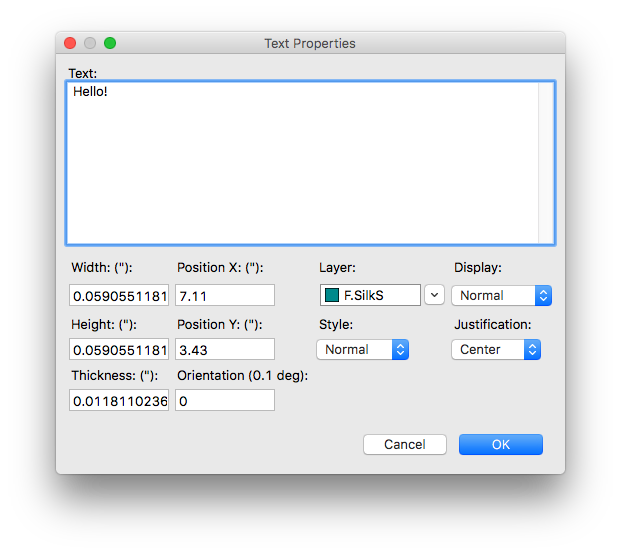 Text Properties
Text:
Hello!
Width: ("): Position X: ("): Layer: Display:
0.0590551181 7.11 F.SilkS Normal
Height: ("): Position Y: ("): Style: Justification:
0.0590551181 3.43 Normal Center
Thickness: ("): Orientation (0.1 deg):
0.0118110236 0
Cancel OK